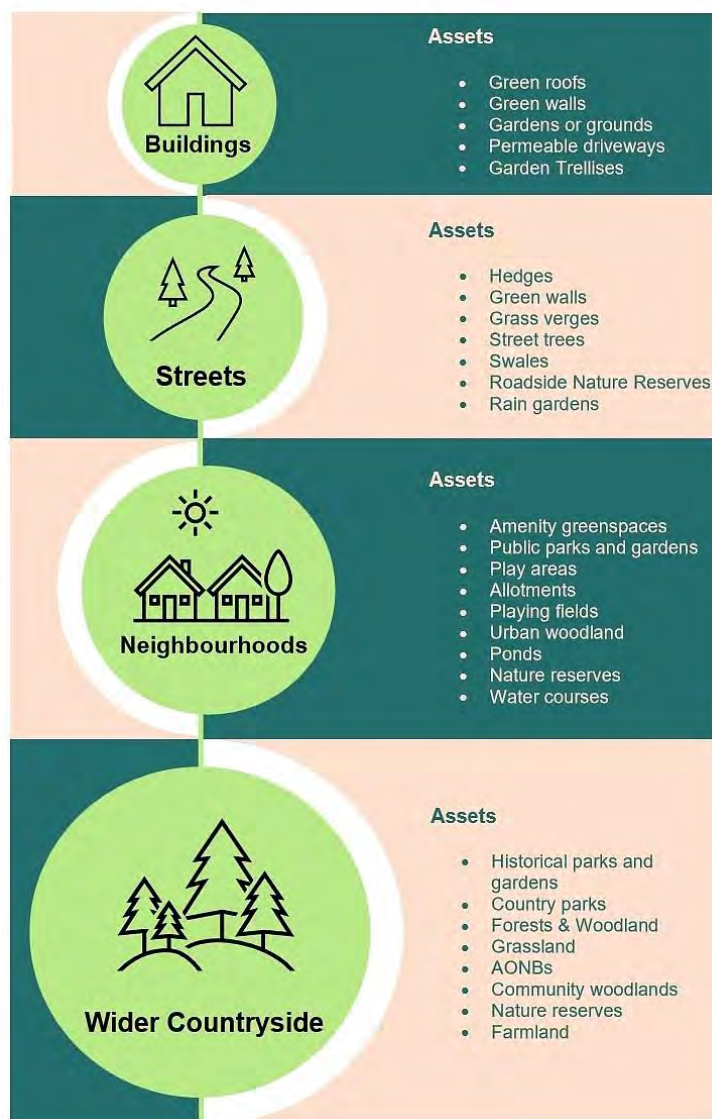 Assets
• Green roofs
• Green walls
• Gardens or grounds
• Permeable driveways
• Garden Trellises
Buildings
Assets
• Hedges
• Green walls
• Grass verges
• Street trees
• Swales
• Roadside Nature Reserves
• Rain gardens
Streets
Assets
• Amenity greenspaces
• Public parks and gardens
• Play areas
• Allotments
• Playing fields
• Urban woodland
• Ponds
• Nature reserves
• Water courses
Neighbourhoods
Assets
• Historical parks and
gardens
• Country parks
• Forests & Woodland
• Grassland
• AONBs
• Community woodlands
• Nature reserves
• Farmland
Wider Countryside